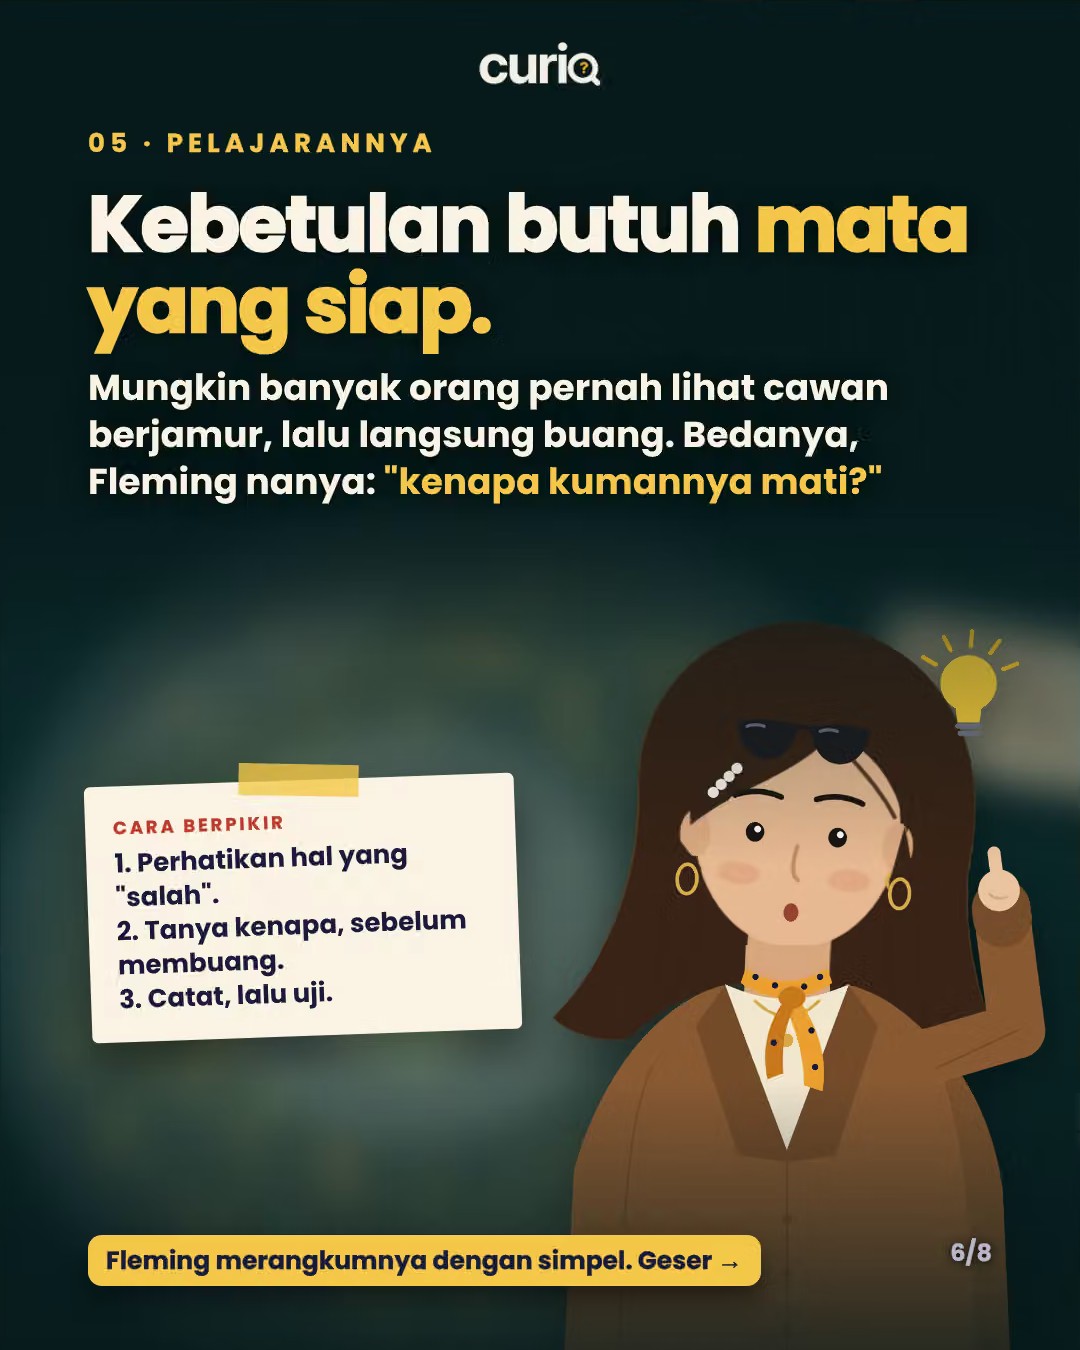 curiQ
05 · PELAJARANNYA
Kebetulan butuh mata
yang siap.
Mungkin banyak orang pernah lihat cawan
berjamur, lalu langsung buang. Bedanya,
Fleming nanya: "kenapa kumannya mati?"
CARA BERPIKIR
1. Perhatikan hal yang
"salah".
2. Tanya kenapa, sebelum
membuang.
3. Catat, lalu uji.
Fleming merangkumnya dengan simpel. Geser →
6/8